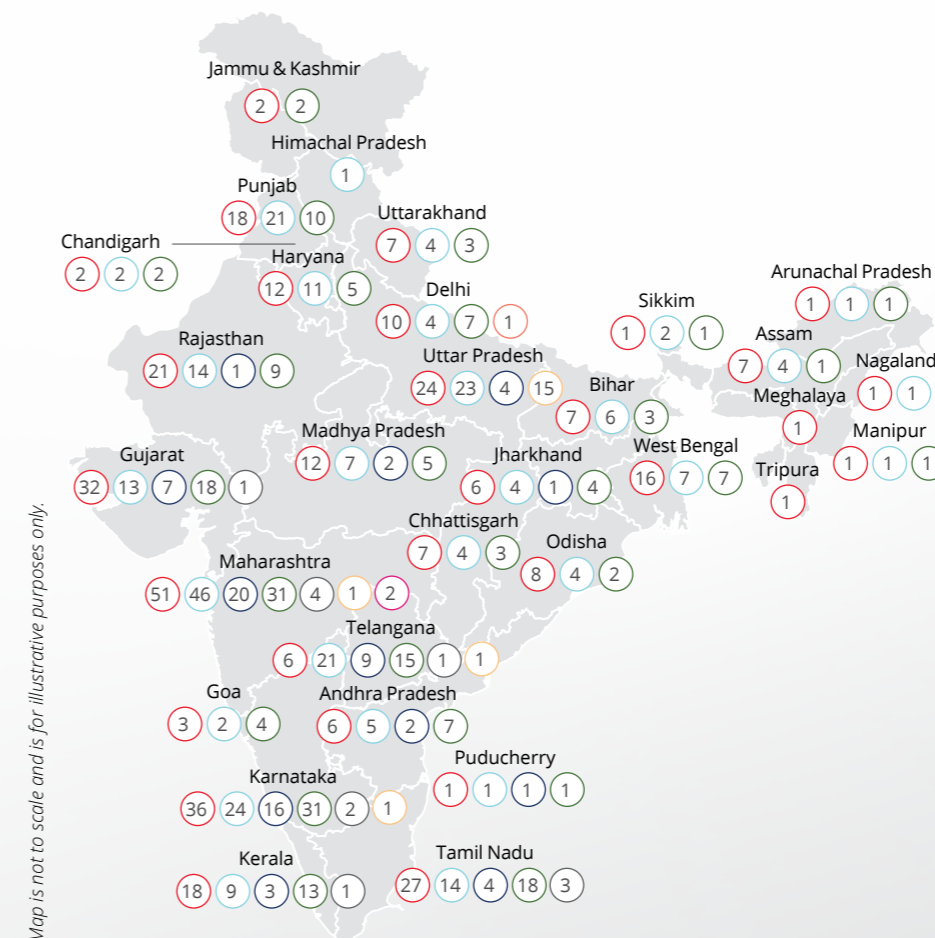 Jammu & Kashmir
2 2
Himachal Pradesh
1
Punjab
18 21 10
Uttarakhand
7 4 3
Chandigarh
2 2 2
Haryana
12 11 5
Delhi
10 4 7 1
Arunachal Pradesh
1 1 1
Sikkim
1 2 1
Assam
7 4 1
Rajasthan
21 14 1 9
Uttar Pradesh
24 23 4 15
Nagaland
1 1
Bihar
7 6 3
Meghalaya
1
Madhya Pradesh
12 7 2 5
Manipur
1 1 1
West Bengal
16 7 7
Gujarat
32 13 7 18 1
Jharkhand
6 4 1 4
Tripura
1
Chhattisgarh
7 4 3
Odisha
8 4 2
Maharashtra
51 46 20 31 4 1 2
Telangana
6 21 9 15 1 1
Goa
3 2 4
Andhra Pradesh
6 5 2 7
Puducherry
1 1 1 1
Karnataka
36 24 16 31 2 1
Kerala
18 9 3 13 1
Tamil Nadu
27 14 4 18 3
Map is not to scale and is for illustrative purposes only.